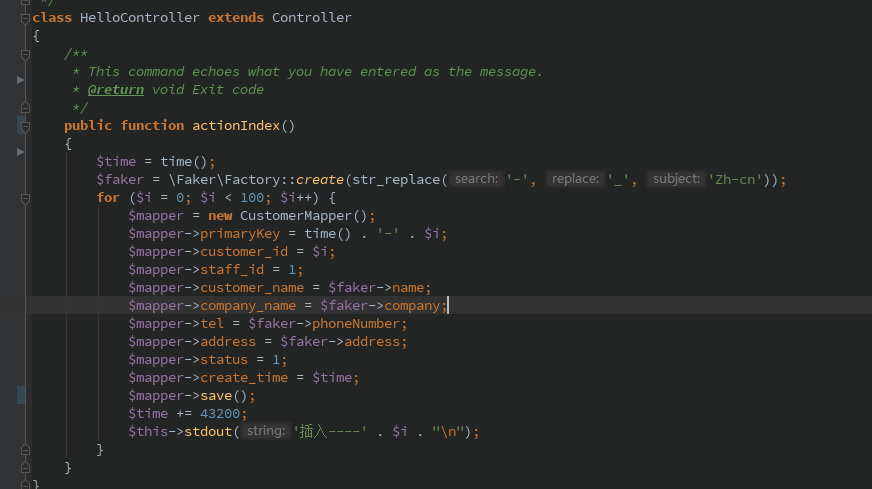 */
class HelloController extends Controller
{
    /**
     * This command echoes what you have entered as the message.
     * @return void Exit code
     */
    public function actionIndex()
    {
        $time = time();
        $faker = \Faker\Factory::create(str_replace( search: '-', replace: '_', subject: 'Zh-cn'));
        for ($i = 0; $i < 100; $i++) {
            $mapper = new CustomerMapper();
            $mapper->primaryKey = time() . '-' . $i;
            $mapper->customer_id = $i;
            $mapper->staff_id = 1;
            $mapper->customer_name = $faker->name;
            $mapper->company_name = $faker->company;
            $mapper->tel = $faker->phoneNumber;
            $mapper->address = $faker->address;
            $mapper->status = 1;
            $mapper->create_time = $time;
            $mapper->save();
            $time += 43200;
            $this->stdout( string: '插入----' . $i . "\n");
        }
    }
}